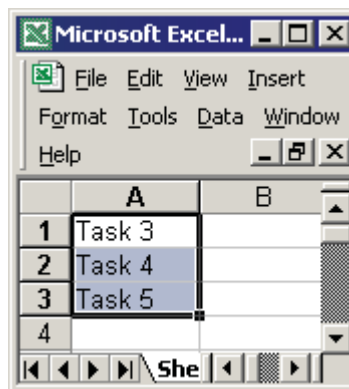 Microsoft Excel...
File Edit View Insert
Format Tools Data Window
Help
A B
1 Task 3
2 Task 4
3 Task 5
4
She